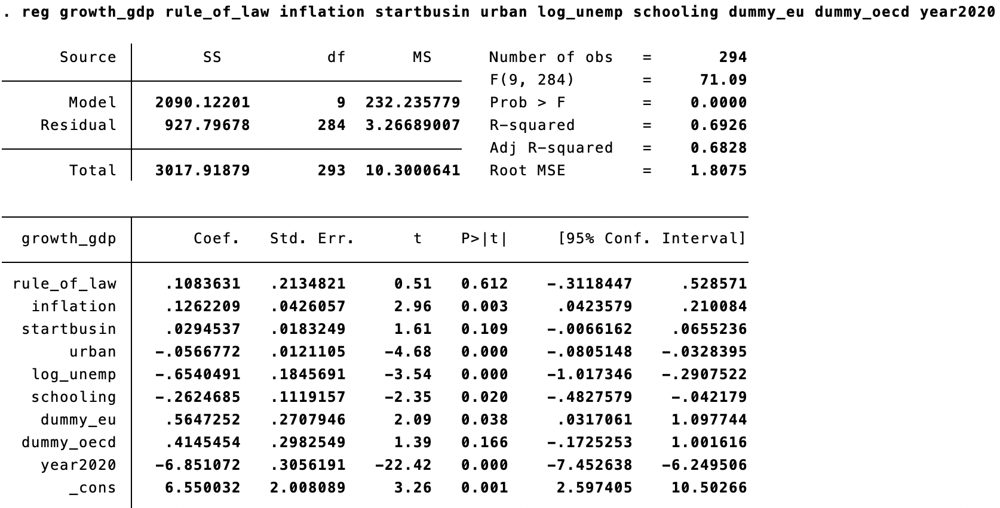 . reg growth_gdp rule_of_law inflation startbusin urban log_unemp schooling dummy_eu dummy_oecd year2020
Source SS df MS Number of obs = 294
F(9, 284) = 71.09
Model 2090.12201 9 232.235779 Prob > F = 0.0000
Residual 927.79678 284 3.26689007 R-squared = 0.6926
Adj R-squared = 0.6828
Total 3017.91879 293 10.3000641 Root MSE = 1.8075
growth_gdp Coef. Std. Err. t P>|t| [95% Conf. Interval]
rule_of_law .1083631 .2134821 0.51 0.612 -.3118447 .528571
inflation .1262209 .0426057 2.96 0.003 .0423579 .210084
startbusin .0294537 .0183249 1.61 0.109 -.0066162 .0655236
urban -.0566772 .0121105 -4.68 0.000 -.0805148 -.0328395
log_unemp -.6540491 .1845691 -3.54 0.000 -1.017346 -.2907522
schooling -.2624685 .1119157 -2.35 0.020 -.4827579 -.042179
dummy_eu .5647252 .2707946 2.09 0.038 .0317061 1.097744
dummy_oecd .4145454 .2982549 1.39 0.166 -.1725253 1.001616
year2020 -6.851072 .3056191 -22.42 0.000 -7.452638 -6.249506
_cons 6.550032 2.008089 3.26 0.001 2.597405 10.50266